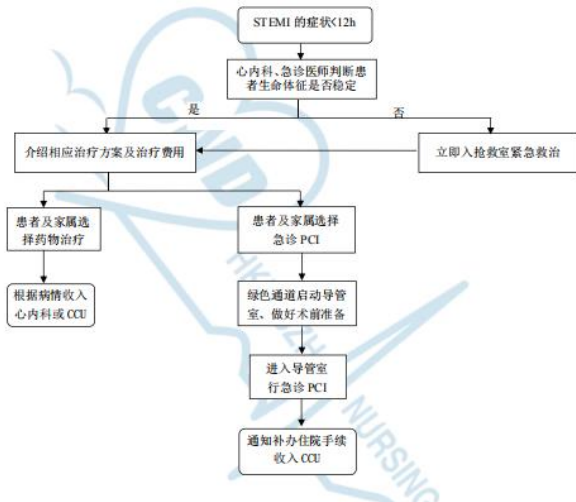 STEMI 的症状<12h
心内科、急诊医师判断患
者生命体征是否稳定
是
否
介绍相应治疗方案及治疗费用
立即入抢救室紧急救治
患者及家属选
择药物治疗
患者及家属选择
急诊 PCI
根据病情收入
心内科或 CCU
绿色通道启动导管
室、做好术前准备
进入导管室
行急诊 PCI
通知补办住院手续
收入 CCU
NURSING